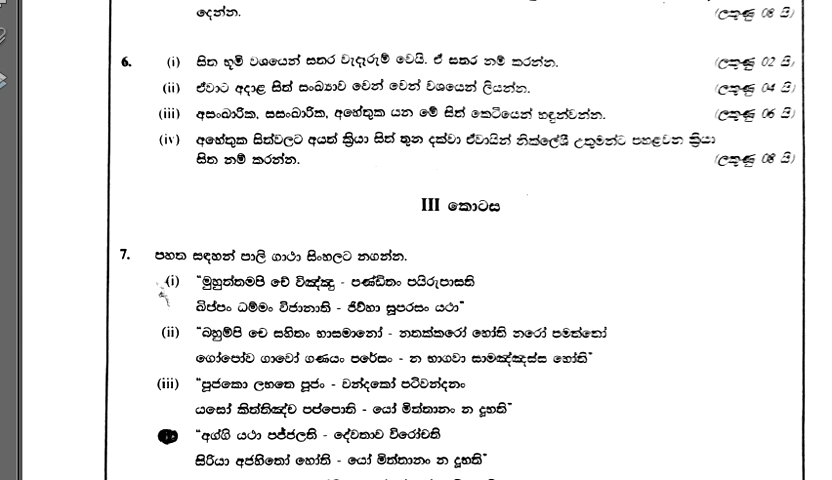 දෙන්න. (ලකුණු 08 යි)
6. (i) සිත භූමි වශයෙන් සතර වැදෑරුම් වෙයි. ඒ සතර නම් කරන්න. (ලකුණු 02 යි)
(ii) ඒවාට අදාළ සිත් සංඛ්‍යාව වෙන් වෙන් වශයෙන් ලියන්න. (ලකුණු 04 යි)
(iii) අසංඛාරික, සසංඛාරික, අහේතුක යන මේ සිත් කෙටියෙන් හඳුන්වන්න. (ලකුණු 06 යි)
(iv) අහේතුක සිත්වලට අයත් ක්‍රියා සිත් තුන දක්වා ඒවායින් නික්ලේශී උතුමන්ට පහළවන ක්‍රියා
සිත නම් කරන්න. (ලකුණු 08 යි)
III කොටස
7. පහත සඳහන් පාලි ගාථා සිංහලට නගන්න.
(i) "මුහුත්තමපි චේ විඤ්ඤු - පණ්ඩිතං පයිරුපාසති
ඛිප්පං ධම්මං විජානාති - ජිව්හා සූපරසං යථා"
(ii) "බහුම්පි චෙ සහිතං භාසමානෝ - නතක්කරෝ හෝති නරෝ පමත්තෝ
ගෝපෝව ගාවෝ ගණයං පරේසං - න භාගවා සාමඤ්ඤස්ස හෝති"
(iii) "පූජකො ලභතෙ පූජං - වන්දකෝ පටිවන්දනං
යසෝ කිත්තිඤ්ච පප්පොති - යෝ මිත්තානං න දූභති"
"අග්ගි යථා පජ්ජලති - දේවතාව විරෝචති
සිරියා අජහිතෝ හෝති - යෝ මිත්තානං න දූභති"